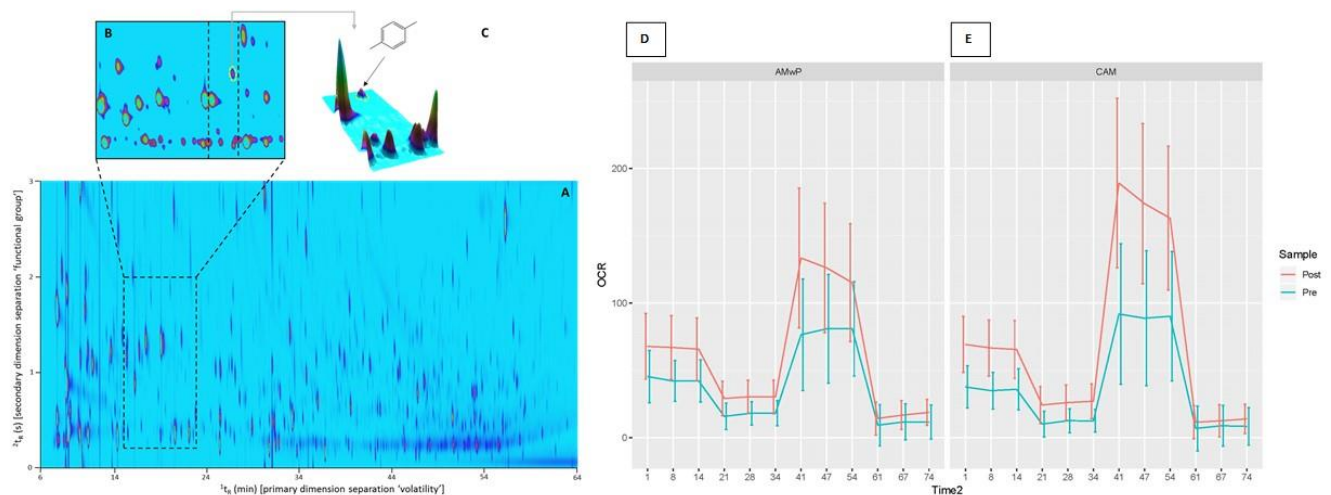 B
C
D
E
AMwP
CAM
A
3
2
1
0
²tR (s) [secondary dimension separation 'functional group']
6
14
24
34
44
54
64
¹tR (min) [primary dimension separation 'volatility']
200
100
0
OCR
1
8
14
21
28
34
41
47
54
61
67
74
1
8
14
21
28
34
41
47
54
61
67
74
Time2
Sample
Post
Pre